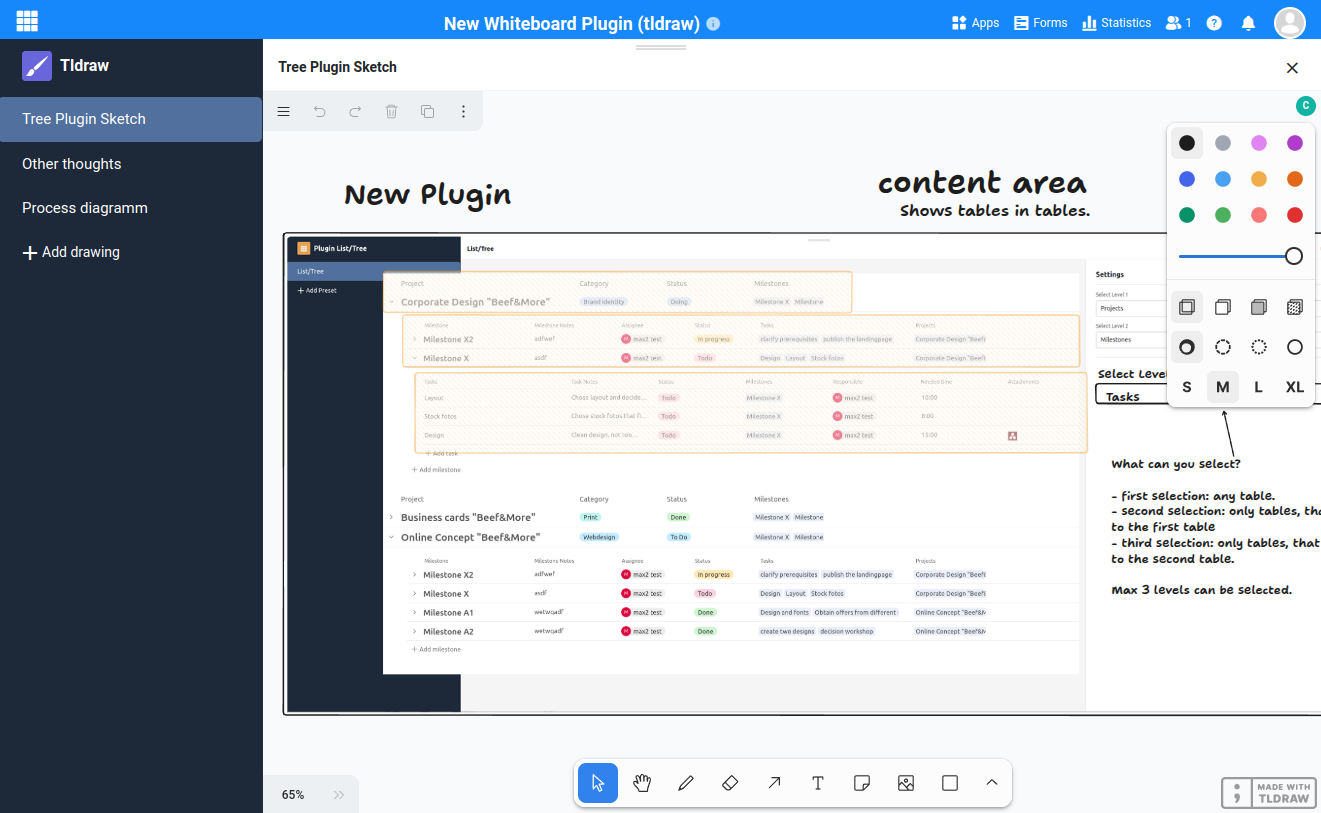 New Whiteboard Plugin (tldraw)
Apps
Forms
Statistics
1
Tldraw
Tree Plugin Sketch
Other thoughts
Process diagramm
Add drawing
Tree Plugin Sketch
C
New Plugin
content area
Shows tables in tables.
Plugin List/Tree
List/Tree
List/Tree
+ Add Preset
Project Category Status Milestones
Corporate Design "Beef&More" Brand identity Doing Milestone X Milestone
Milestone Milestone Notes Assignee Status Tasks Projects
Milestone X2 adfwef M max2 test In progress clarify prerequisites publish the landingpage Corporate Design "Beef
Milestone X asdf M max2 test Todo Design Layout Stock fotos Corporate Design "Beef
Tasks Task Notes Status Milestones Responsible Needed time Attachments
Layout Chose layout and decide... Todo Milestone X M max2 test 10:00
Stock fotos Chose stock fotos that fi... Todo Milestone X M max2 test 8:00
Design Clean design, not too... Todo Milestone X M max2 test 15:00
+ Add task
+ Add milestone
Project Category Status Milestones
Business cards "Beef&More" Print Done Milestone X Milestone
Online Concept "Beef&More" Webdesign To Do Milestone X Milestone
Milestone Milestone Notes Assignee Status Tasks Projects
Milestone X2 adfwef M max2 test In progress clarify prerequisites publish the landingpage Corporate Design "Beef
Milestone X asdf M max2 test Todo Design Layout Stock fotos Corporate Design "Beef
Milestone A1 wetwqadf M max2 test Done Design and fonts Obtain offers from different Online Concept "Beef&M
Milestone A2 wetwqadf M max2 test Done create two designs decision workshop Online Concept "Beef&M
+ Add milestone
Settings
Select Level 1
Projects
Select Level 2
Milestones
Select Leve
Tasks
S M L XL
What can you select?
- first selection: any table.
- second selection: only tables, tha
to the first table
- third selection: only tables, that
to the second table.
Max 3 levels can be selected.
65%
MADE WITH
TLDRAW